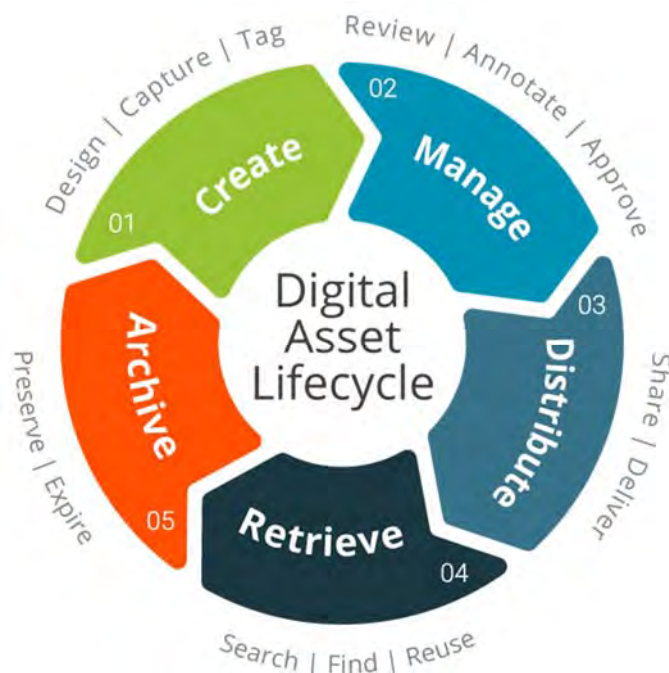 Design | Capture | Tag
01
Create
Review | Annotate | Approve
02
Manage
03
Distribute
Share | Deliver
04
Retrieve
Search | Find | Reuse
05
Archive
Preserve | Expire
Digital
Asset
Lifecycle